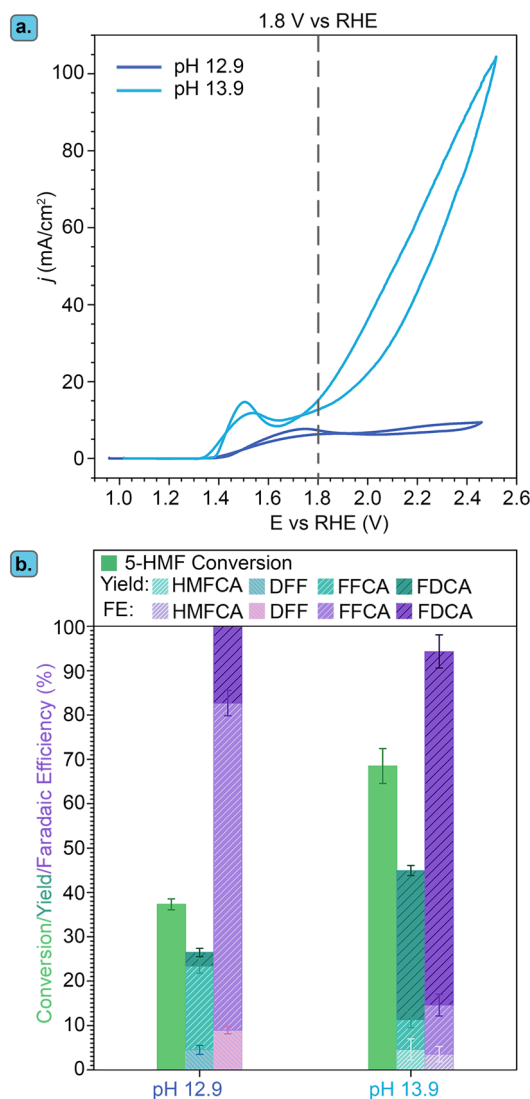 a.
1.8 V vs RHE
pH 12.9
pH 13.9
j (mA/cm²)
100
80
60
40
20
0
1.0 1.2 1.4 1.6 1.8 2.0 2.2 2.4 2.6
E vs RHE (V)
b.
5-HMF Conversion
Yield: HMFCA DFF FFCA FDCA
FE: HMFCA DFF FFCA FDCA
Conversion/Yield/Faradaic Efficiency (%)
100
90
80
70
60
50
40
30
20
10
0
pH 12.9 pH 13.9